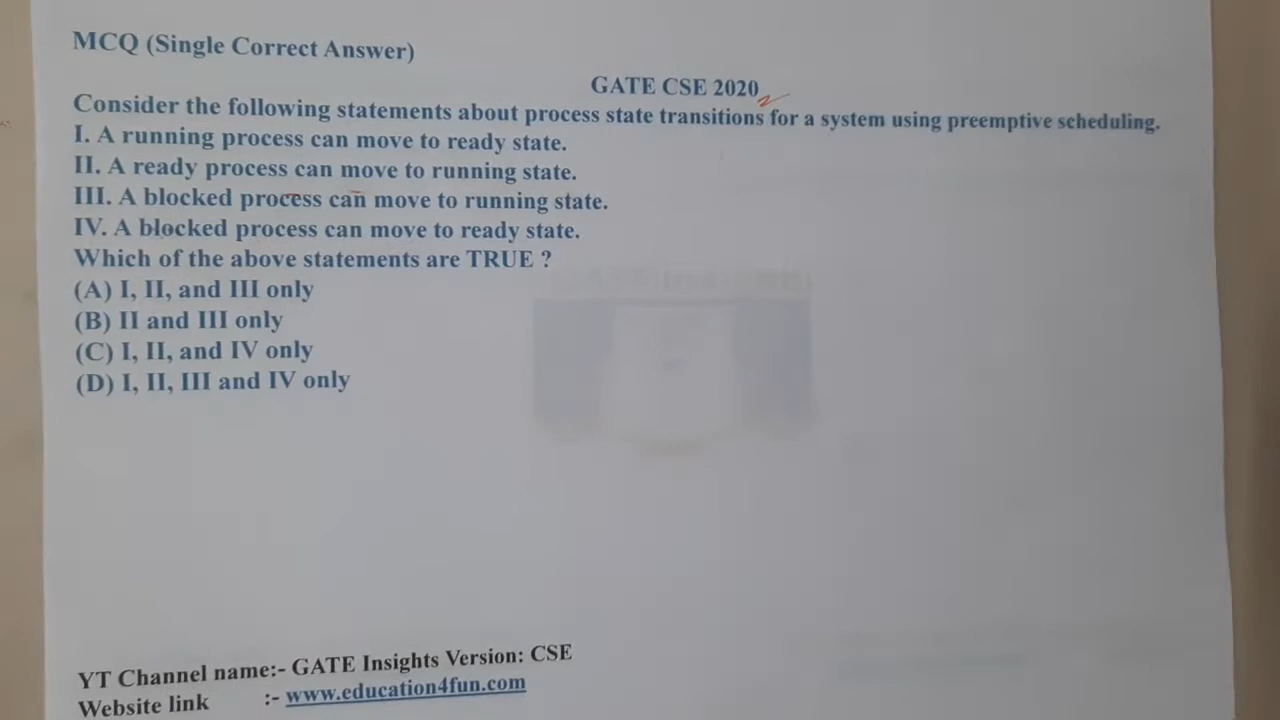 MCQ (Single Correct Answer)
GATE CSE 2020
Consider the following statements about process state transitions for a system using preemptive scheduling.
I. A running process can move to ready state.
II. A ready process can move to running state.
III. A blocked process can move to running state.
IV. A blocked process can move to ready state.
Which of the above statements are TRUE ?
(A) I, II, and III only
(B) II and III only
(C) I, II, and IV only
(D) I, II, III and IV only
YT Channel name:- GATE Insights Version: CSE
Website link :- www.education4fun.com